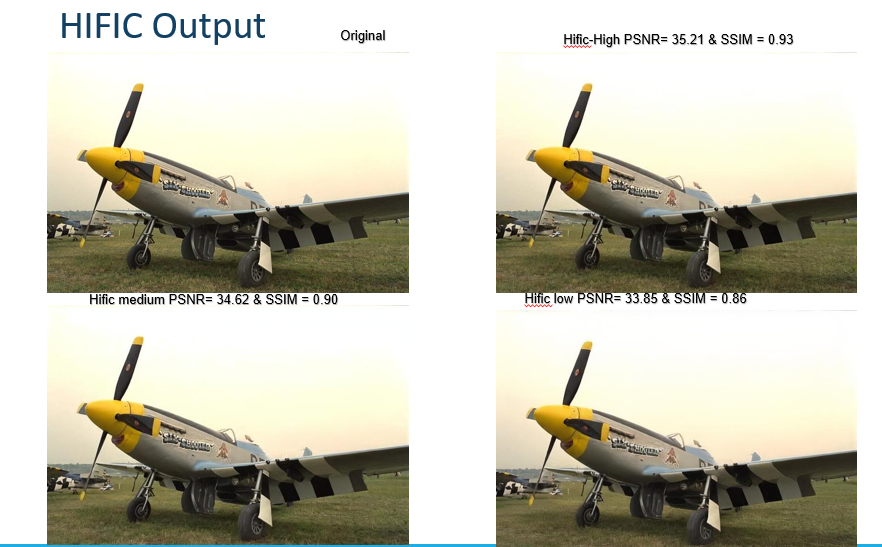 HIFIC Output
Original
Hific-High PSNR= 35.21 & SSIM = 0.93
Hific medium PSNR= 34.62 & SSIM = 0.90
Hific low PSNR= 33.85 & SSIM = 0.86